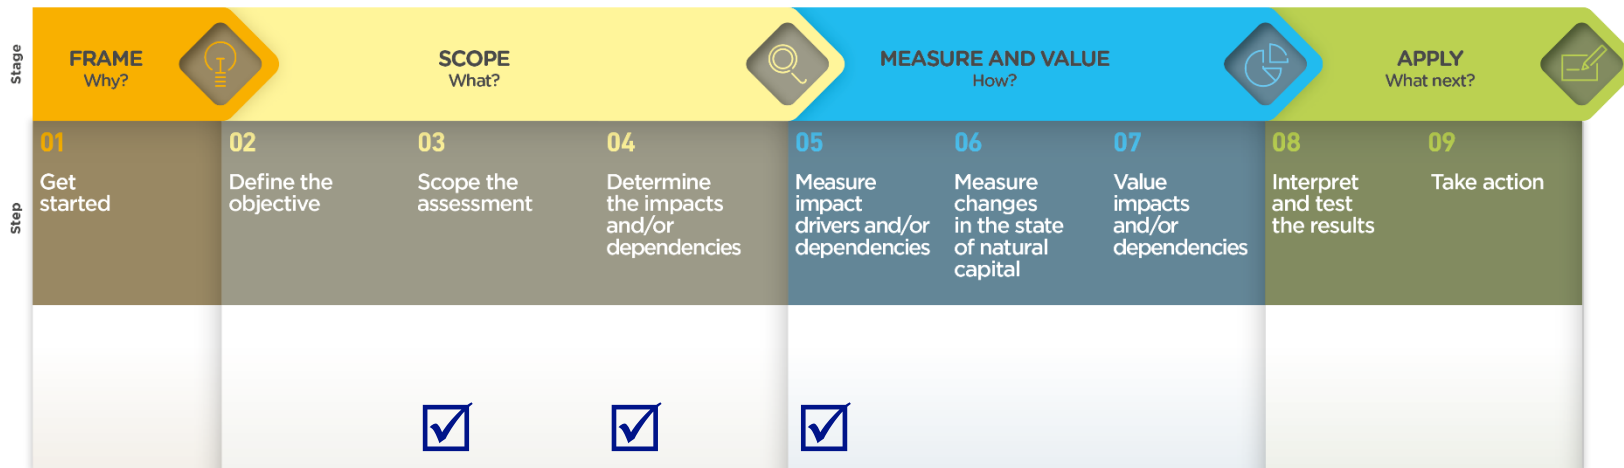 Stage
FRAME
Why?
SCOPE
What?
MEASURE AND VALUE
How?
APPLY
What next?
Step
01
Get
started
02
Define the
objective
03
Scope the
assessment
04
Determine
the impacts
and/or
dependencies
05
Measure
impact
drivers and/or
dependencies
06
Measure
changes
in the state
of natural
capital
07
Value
impacts
and/or
dependencies
08
Interpret
and test
the results
09
Take action